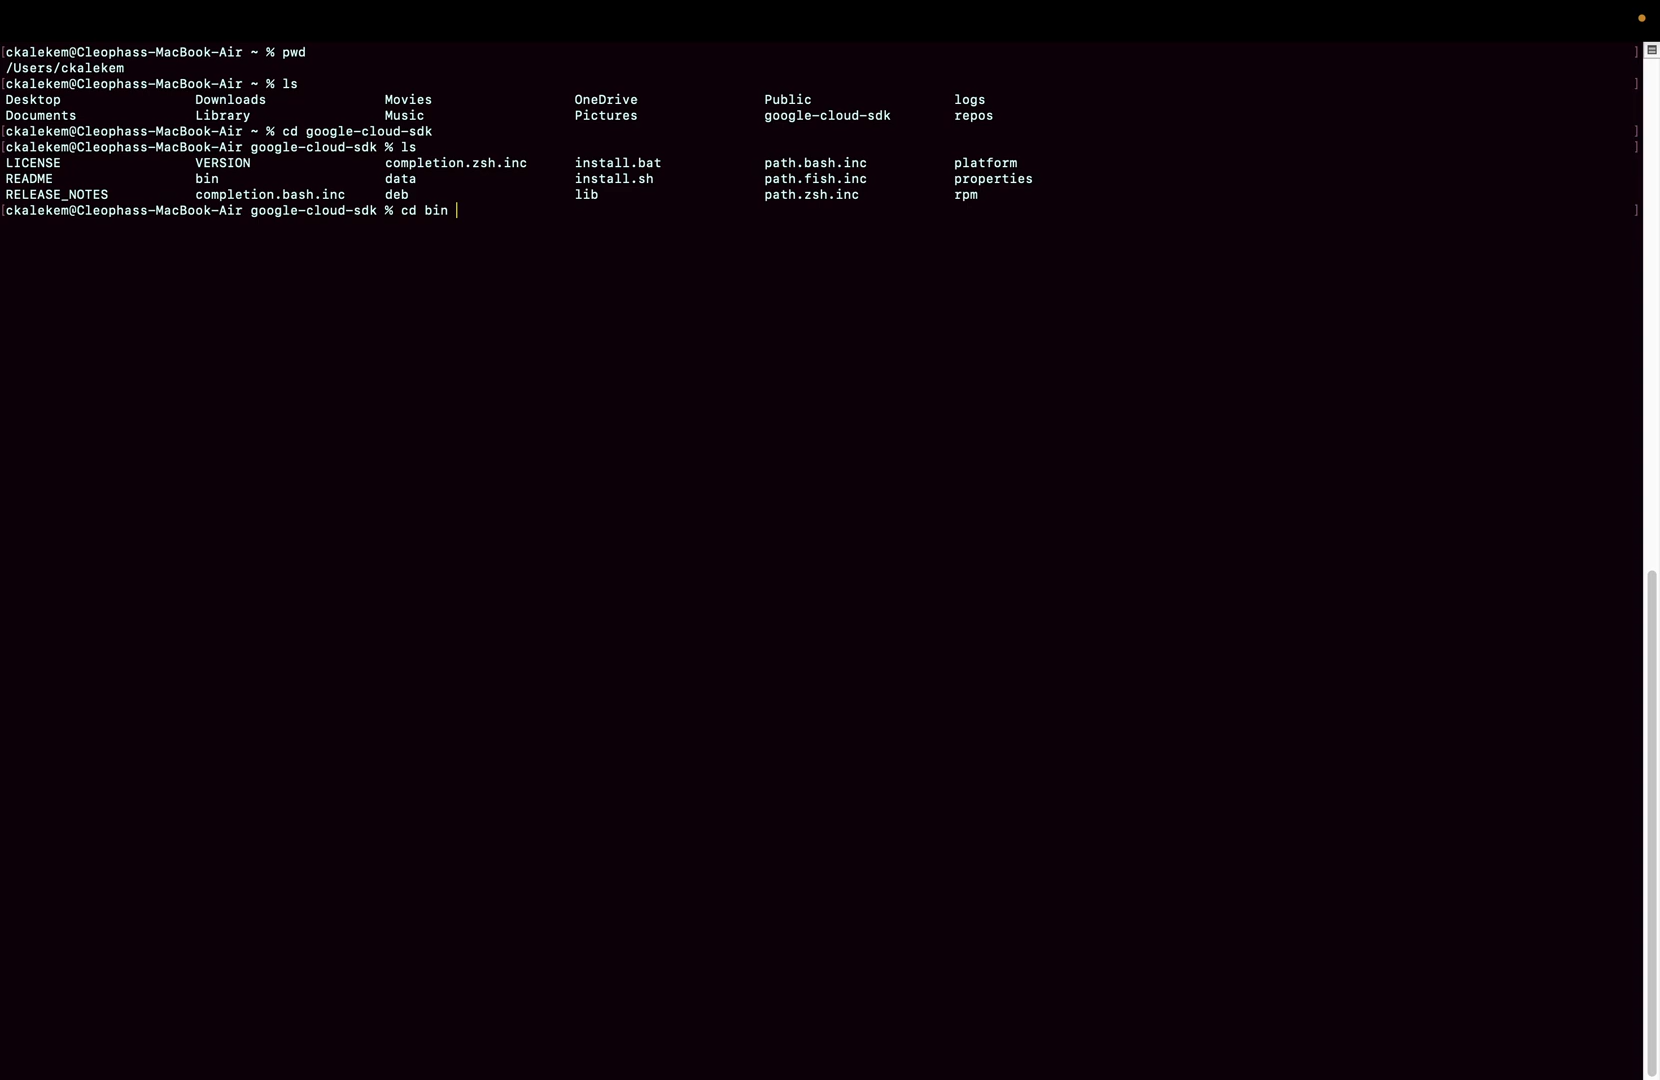 [ckalekem@Cleophass-MacBook-Air ~ % pwd ]
/Users/ckalekem
[ckalekem@Cleophass-MacBook-Air ~ % ls ]
Desktop Downloads Movies OneDrive Public logs
Documents Library Music Pictures google-cloud-sdk repos
[ckalekem@Cleophass-MacBook-Air ~ % cd google-cloud-sdk ]
[ckalekem@Cleophass-MacBook-Air google-cloud-sdk % ls ]
LICENSE VERSION completion.zsh.inc install.bat path.bash.inc platform
README bin data install.sh path.fish.inc properties
RELEASE_NOTES completion.bash.inc deb lib path.zsh.inc rpm
[ckalekem@Cleophass-MacBook-Air google-cloud-sdk % cd bin ]